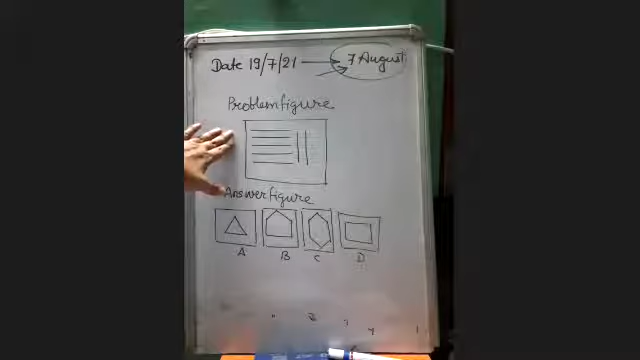 Date 19/7/21 → 7 August
Problem figure
Answer figure
A B C D